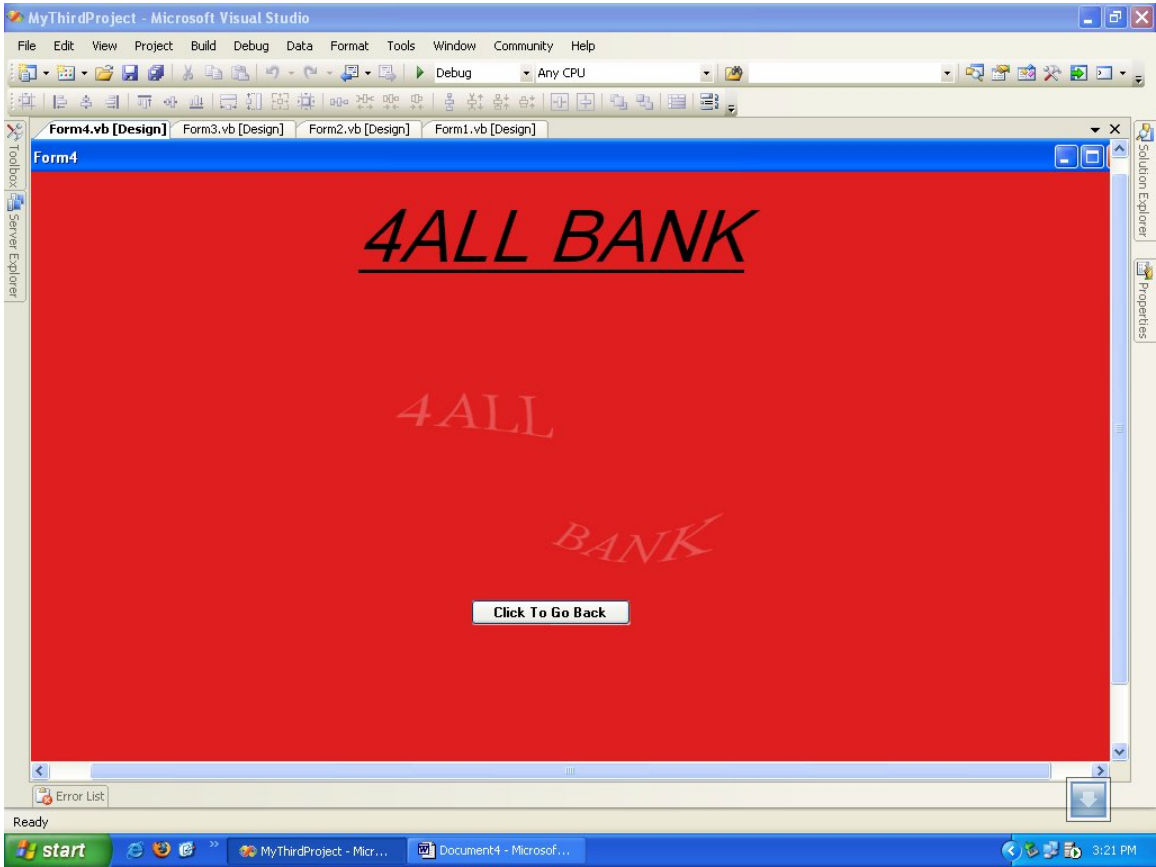 MyThirdProject - Microsoft Visual Studio
File Edit View Project Build Debug Data Format Tools Window Community Help
Debug Any CPU
Form4.vb [Design] Form3.vb [Design] Form2.vb [Design] Form1.vb [Design]
Toolbox
Server Explorer
Form4
4ALL BANK
4ALL
BANK
Click To Go Back
Solution Explorer
Properties
Error List
Ready
start MyThirdProject - Micr... Document4 - Microsof... 3:21 PM